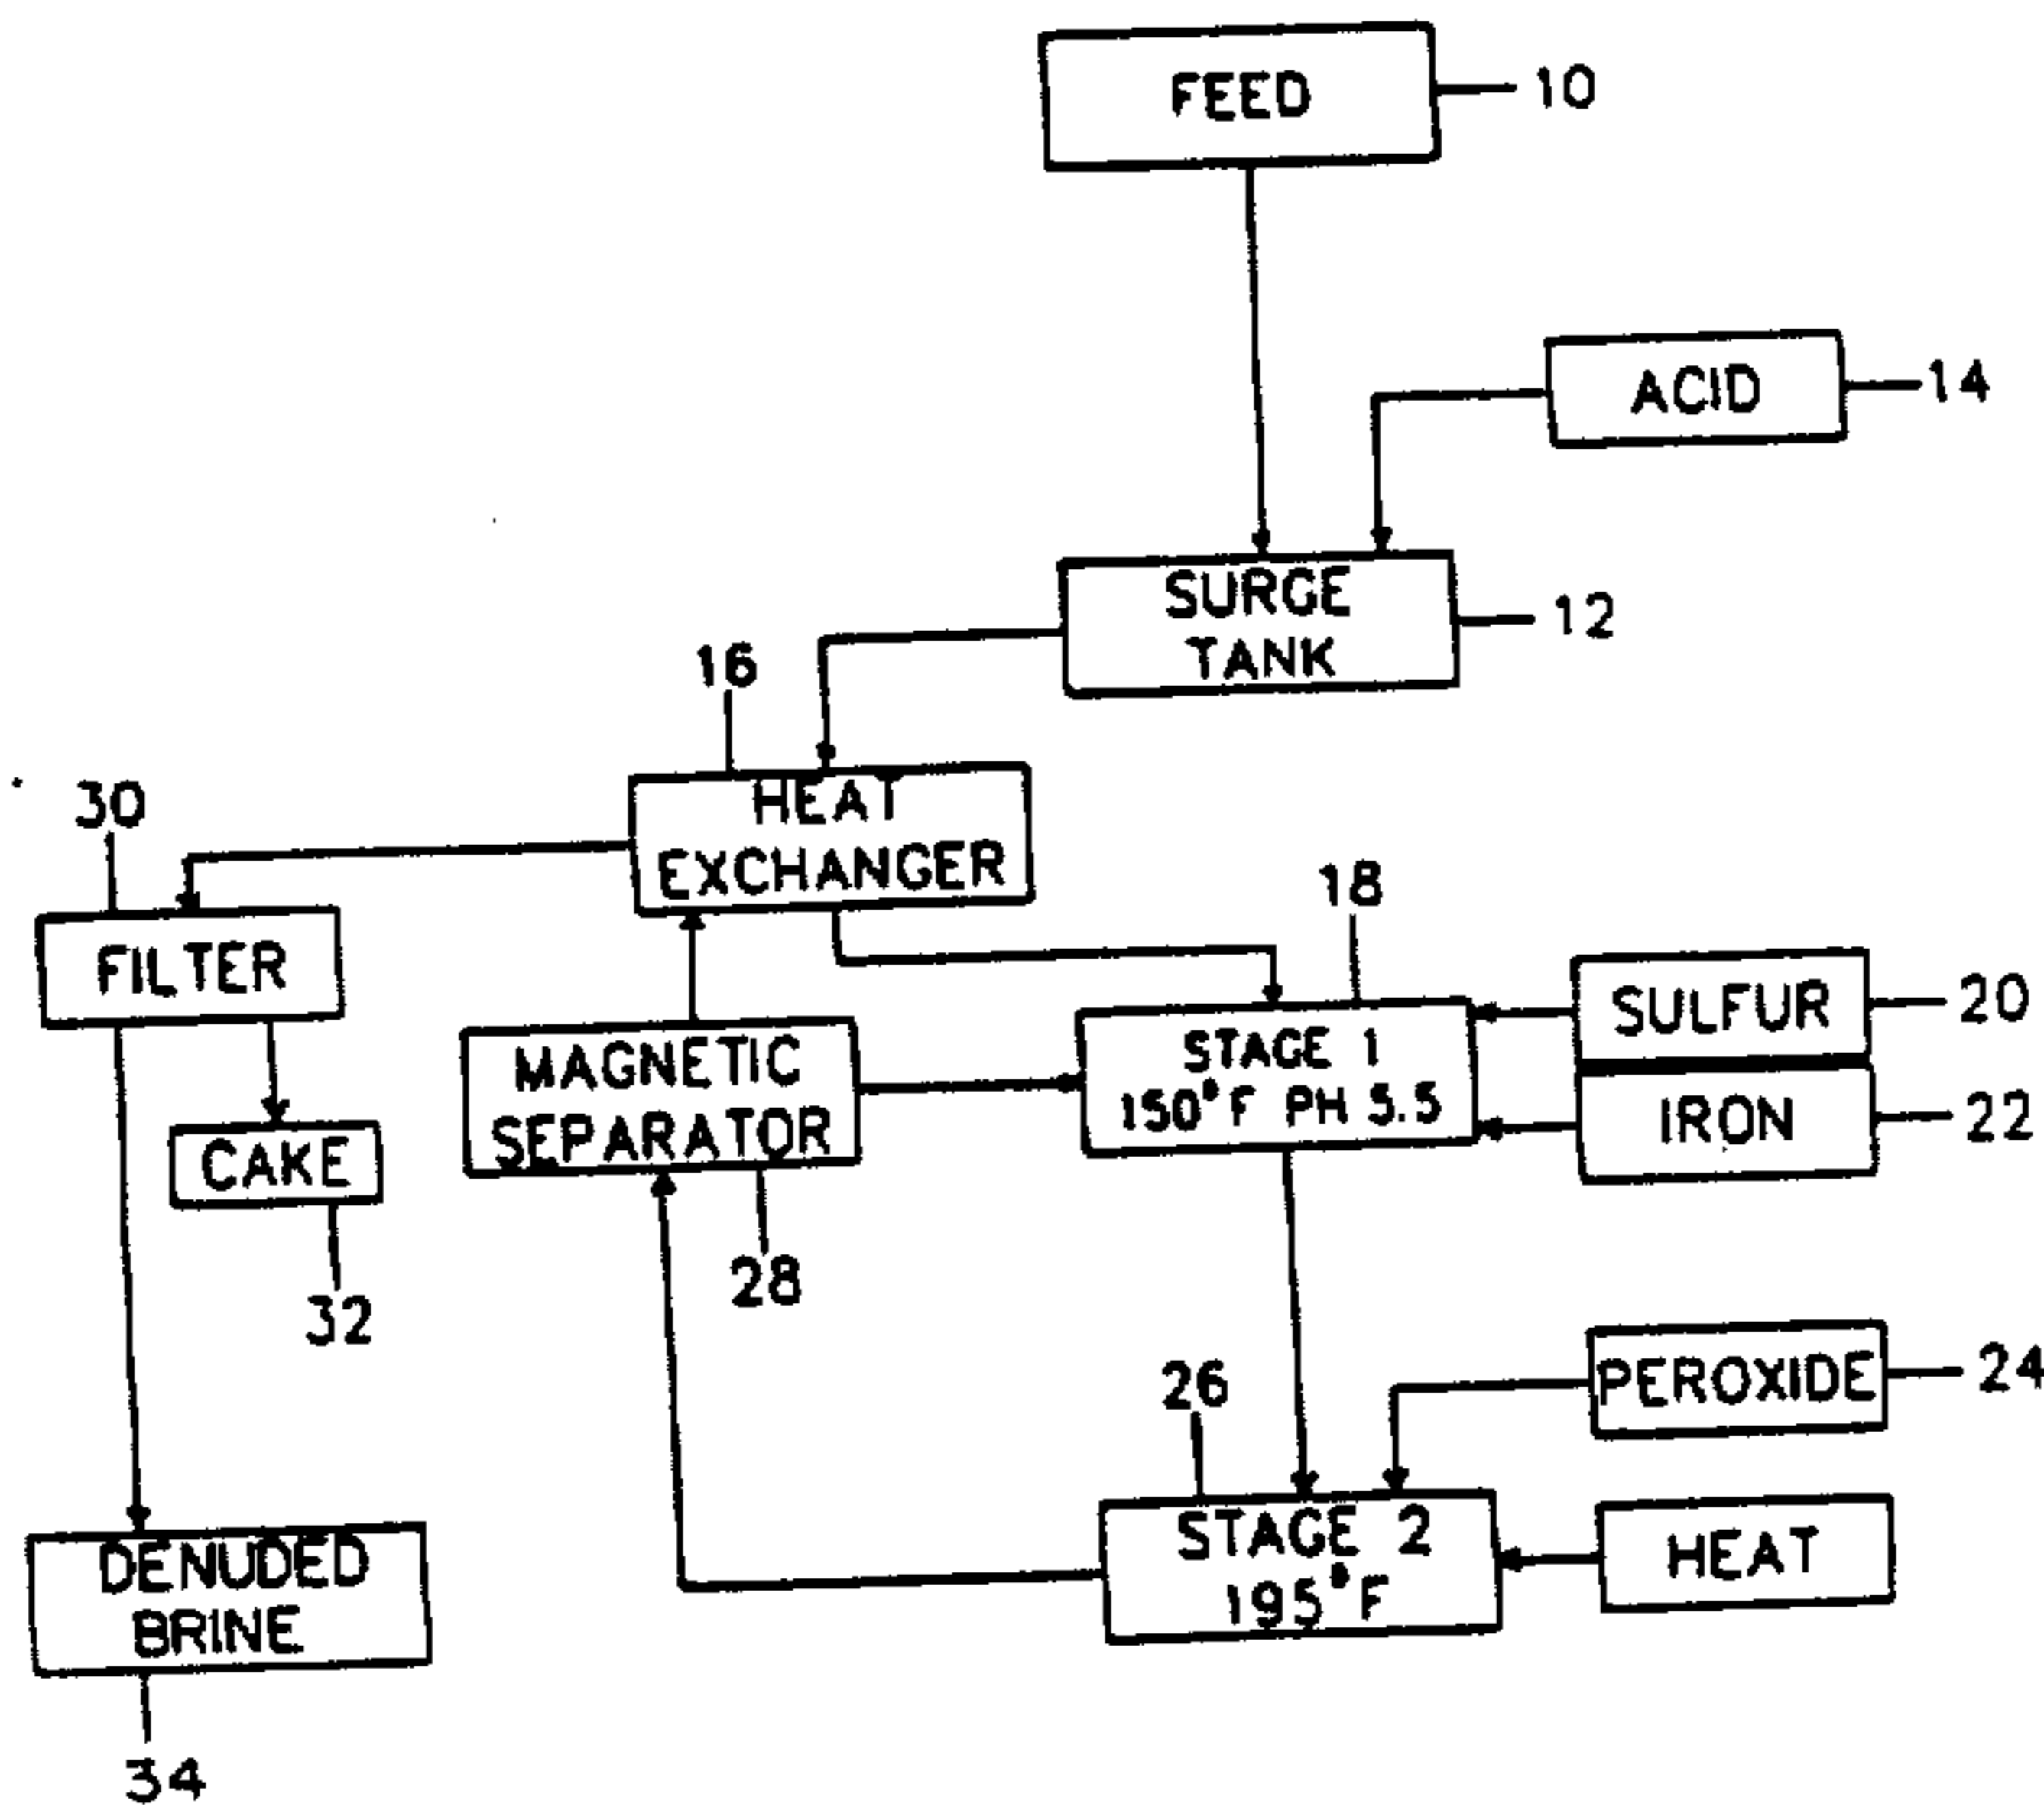 FEED
10
ACID
14
SURGE
TANK
12
16
HEAT
EXCHANGER
30
FILTER
18
STAGE 1
150°F PH 5.5
SULFUR
20
IRON
22
MAGNETIC
SEPARATOR
28
CAKE
32
PEROXIDE
24
26
STAGE 2
195°F
HEAT
DENUDED
BRINE
34